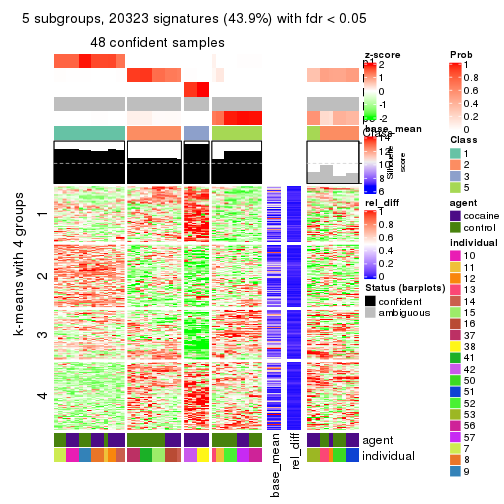 5 subgroups, 20323 signatures (43.9%) with fdr < 0.05
48 confident samples
k-means with 4 groups
1
2
3
4
base_mean
rel_diff
agent
individual
z-score
2
1
0
-1
-2
base_mean
14
12
10
8
6
Silhouette
score
rel_diff
1
0.8
0.6
0.4
0.2
0
Status (barplots)
confident
ambiguous
Prob
1
0.8
0.6
0.4
0.2
0
Class
1
2
3
5
agent
cocaine
control
individual
10
11
12
13
14
15
16
37
38
41
42
50
51
52
53
56
57
7
8
9